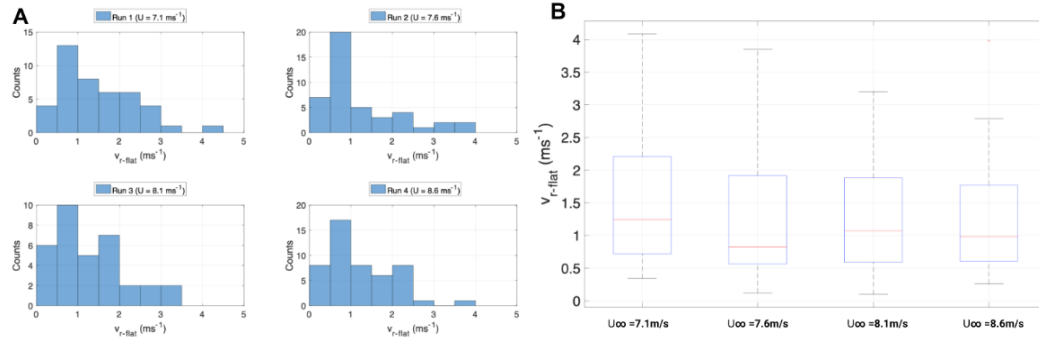 A
Run 1 (U = 7.1 ms⁻¹)
15
10
5
0
Counts
0 1 2 3 4 5
v_r-flat (ms⁻¹)
Run 2 (U = 7.6 ms⁻¹)
20
15
10
5
0
Counts
0 1 2 3 4 5
v_r-flat (ms⁻¹)
Run 3 (U = 8.1 ms⁻¹)
10
8
6
4
2
0
Counts
0 1 2 3 4 5
v_r-flat (ms⁻¹)
Run 4 (U = 8.6 ms⁻¹)
20
15
10
5
0
Counts
0 1 2 3 4 5
v_r-flat (ms⁻¹)
B
4
3.5
3
2.5
2
1.5
1
0.5
0
v_r-flat (ms⁻¹)
U∞ =7.1m/s U∞ =7.6m/s U∞ =8.1m/s U∞ =8.6m/s